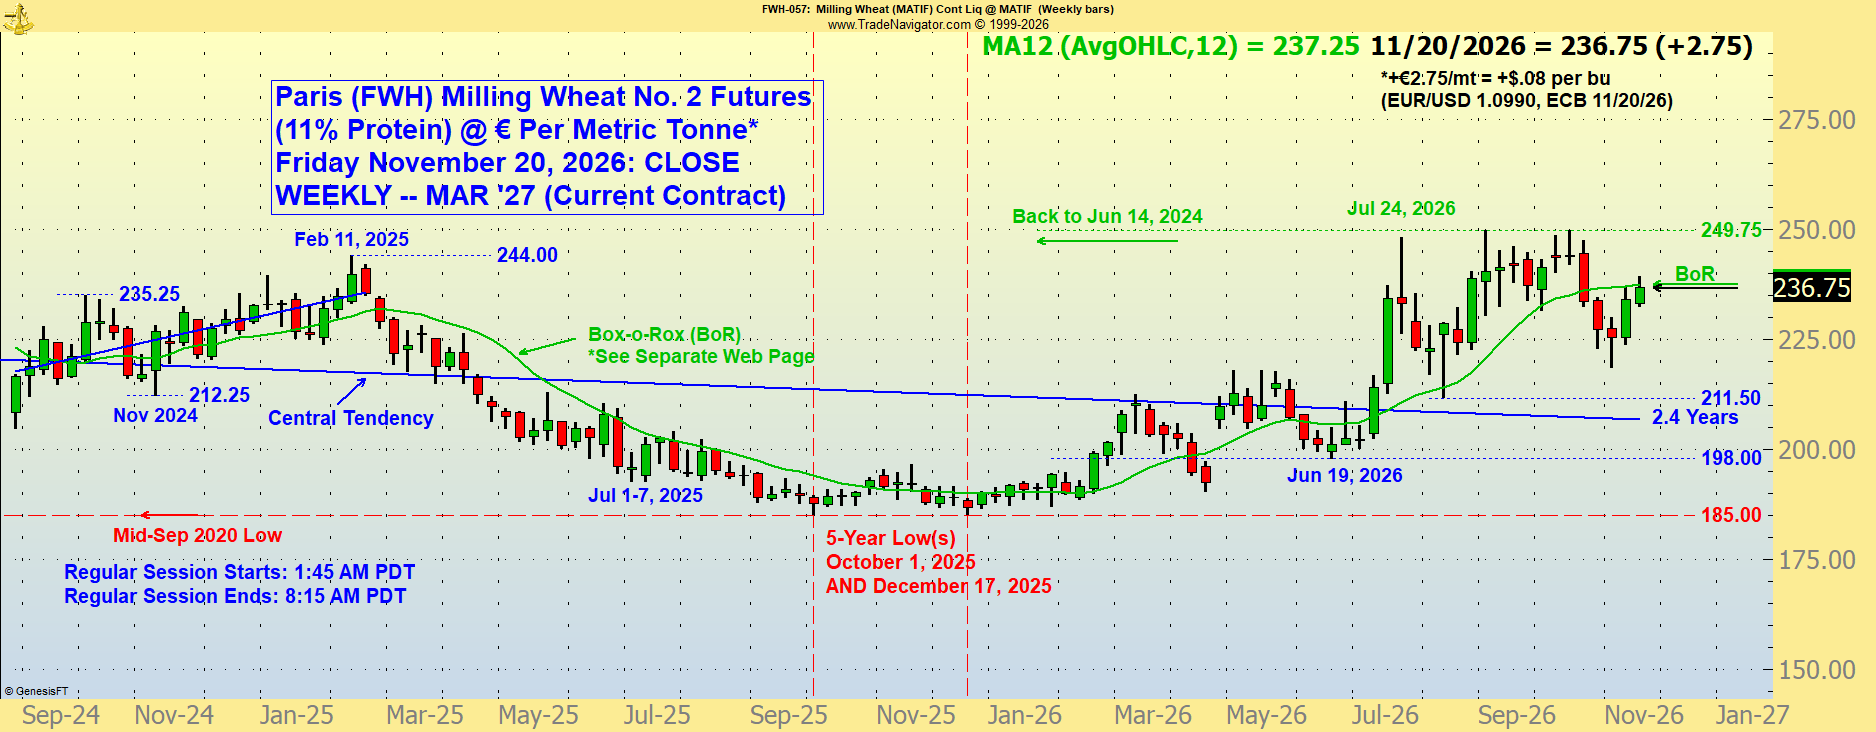 FWH-057: Milling Wheat (MATIF) Cont Liq @ MATIF (Weekly bars)
www.TradeNavigator.com © 1999-2026
MA12 (AvgOHLC,12) = 237.25 11/20/2026 = 236.75 (+2.75)
*+€2.75/mt = +$.08 per bu
(EUR/USD 1.0990, ECB 11/20/26)
Paris (FWH) Milling Wheat No. 2 Futures
(11% Protein) @ € Per Metric Tonne*
Friday November 20, 2026: CLOSE
WEEKLY -- MAR '27 (Current Contract)
275.00
Back to Jun 14, 2024
Jul 24, 2026
249.75
250.00
Feb 11, 2025
244.00
BoR
236.75
235.25
Box-o-Rox (BoR)
*See Separate Web Page
225.00
212.25
Nov 2024
Central Tendency
211.50
2.4 Years
200.00
198.00
Jun 19, 2026
Jul 1-7, 2025
185.00
Mid-Sep 2020 Low
5-Year Low(s)
October 1, 2025
AND December 17, 2025
175.00
Regular Session Starts: 1:45 AM PDT
Regular Session Ends: 8:15 AM PDT
150.00
© GenesisFT
Sep-24 Nov-24 Jan-25 Mar-25 May-25 Jul-25 Sep-25 Nov-25 Jan-26 Mar-26 May-26 Jul-26 Sep-26 Nov-26 Jan-27